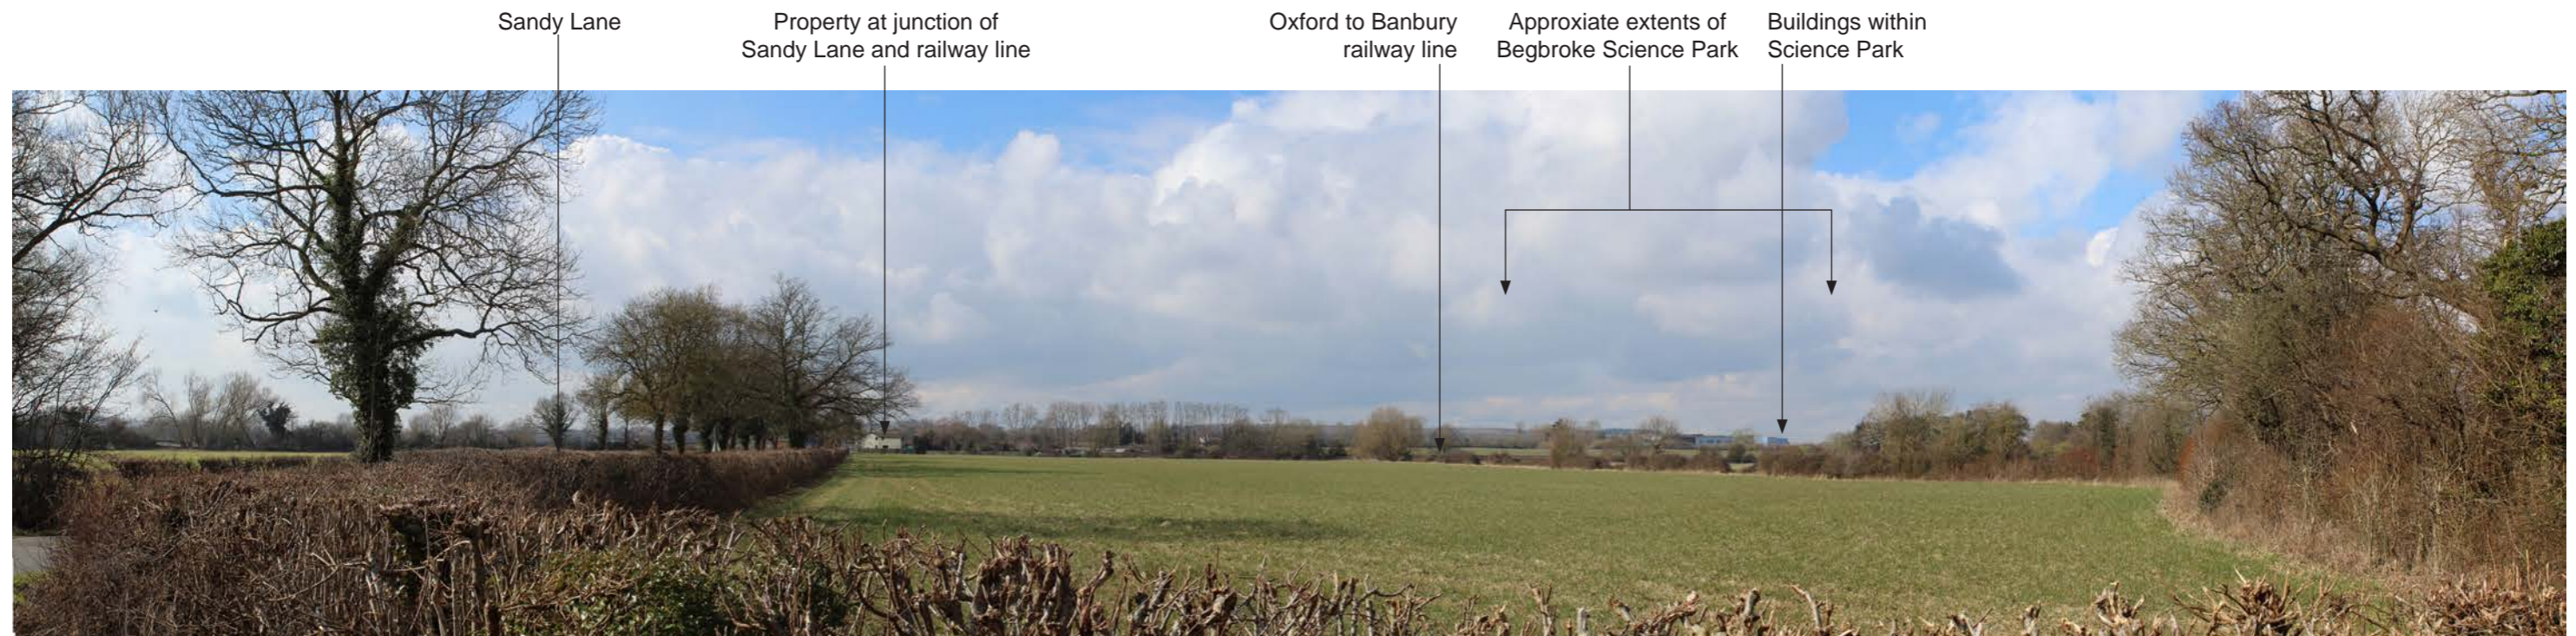 Sandy Lane
Property at junction of
Sandy Lane and railway line
Oxford to Banbury
railway line
Approxiate extents of
Begbroke Science Park
Buildings within
Science Park